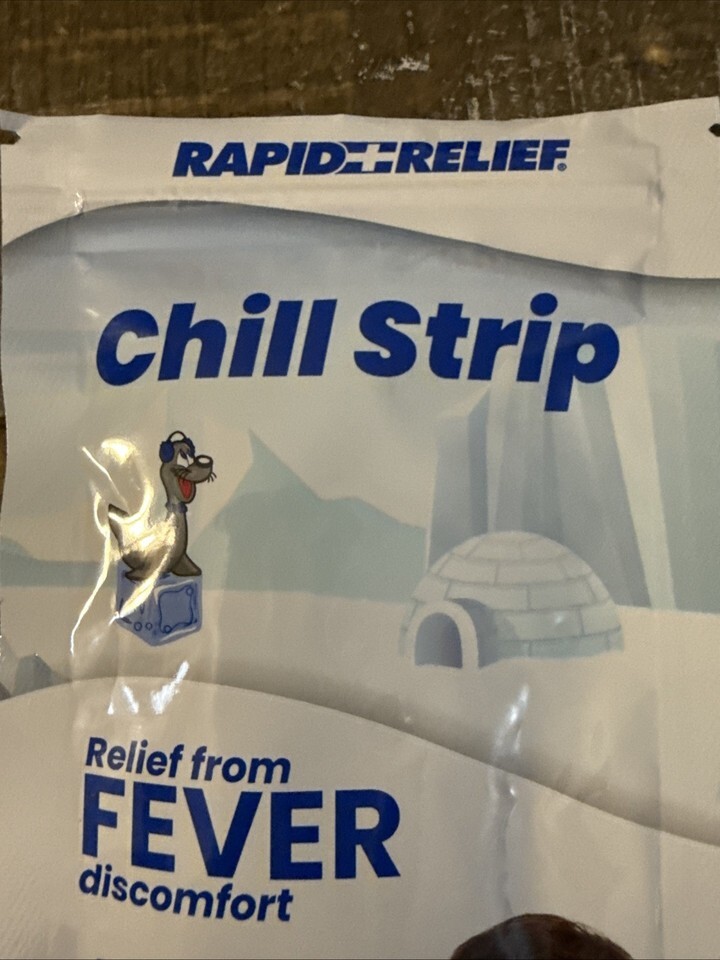 RAPID RELIEF®
Chill Strip
Relief from
FEVER
discomfort